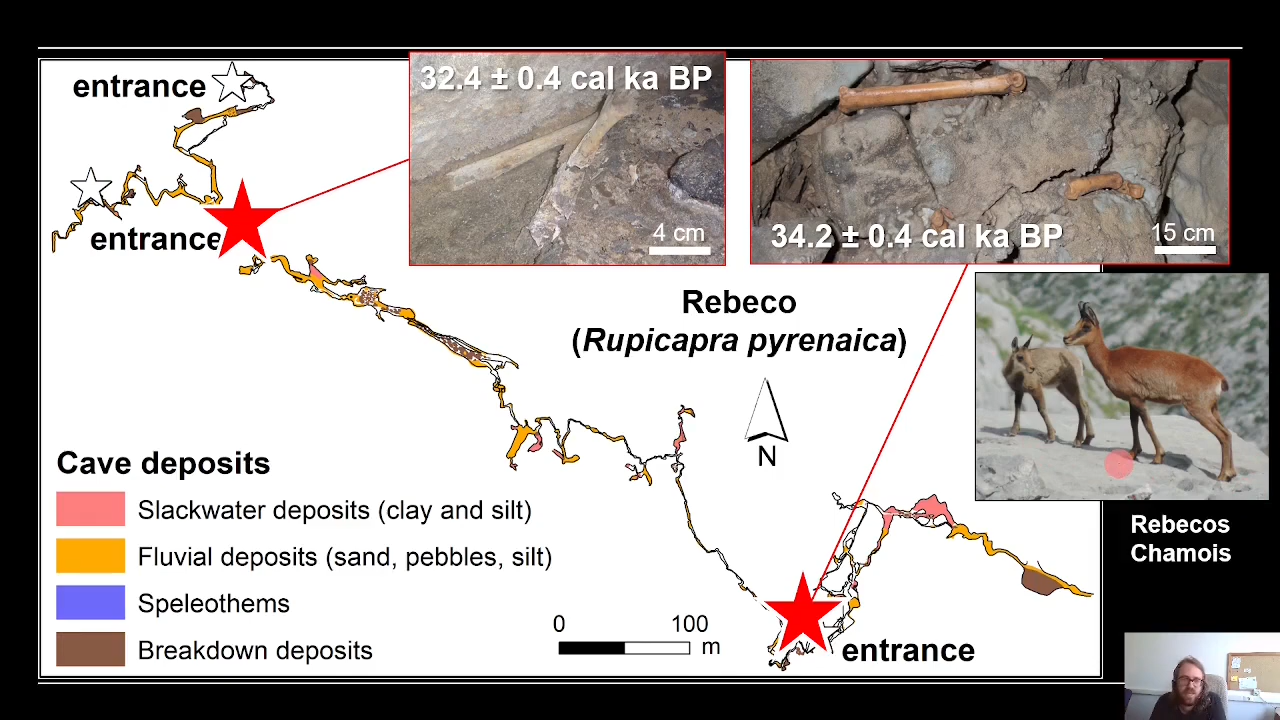 entrance
32.4 ± 0.4 cal ka BP
4 cm
34.2 ± 0.4 cal ka BP
15 cm
entrance
Rebeco
(Rupicapra pyrenaica)
N
Cave deposits
Slackwater deposits (clay and silt)
Fluvial deposits (sand, pebbles, silt)
Speleothems
Breakdown deposits
0 100
m
entrance
Rebecos
Chamois